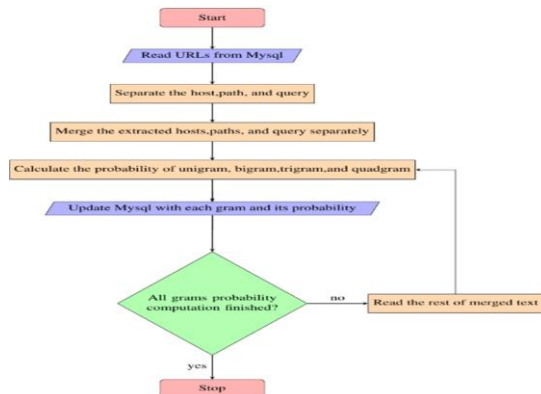 Start
Read URLs from Mysql
Separate the host,path, and query
Merge the extracted hosts,paths, and query separately
Calculate the probability of unigram, bigram,trigram,and quadgram
Update Mysql with each gram and its probability
All grams probability
computation finished?
no
Read the rest of merged text
yes
Stop